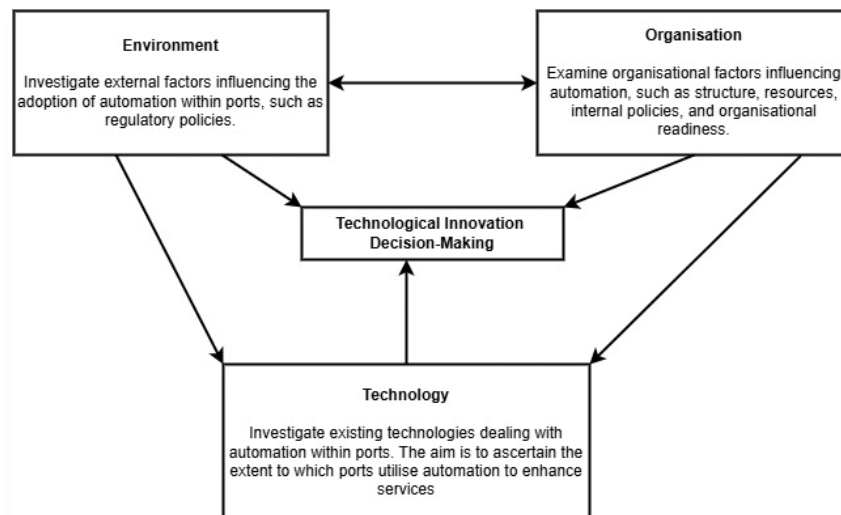 Environment
Investigate external factors influencing the
adoption of automation within ports, such as
regulatory policies.
Organisation
Examine organisational factors influencing
automation, such as structure, resources,
internal policies, and organisational
readiness.
Technological Innovation
Decision-Making
Technology
Investigate existing technologies dealing with
automation within ports. The aim is to ascertain the
extent to which ports utilise automation to enhance
services